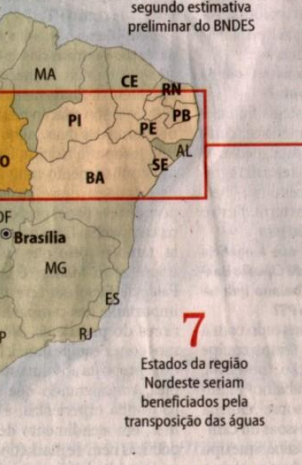 segundo estimativa
preliminar do BNDES
MA
CE
RN
PI
PB
PE
AL
SE
BA
O
DF
Brasília
MG
ES
P
RJ
7
Estados da região
Nordeste seriam
beneficiados pela
transposição das águas